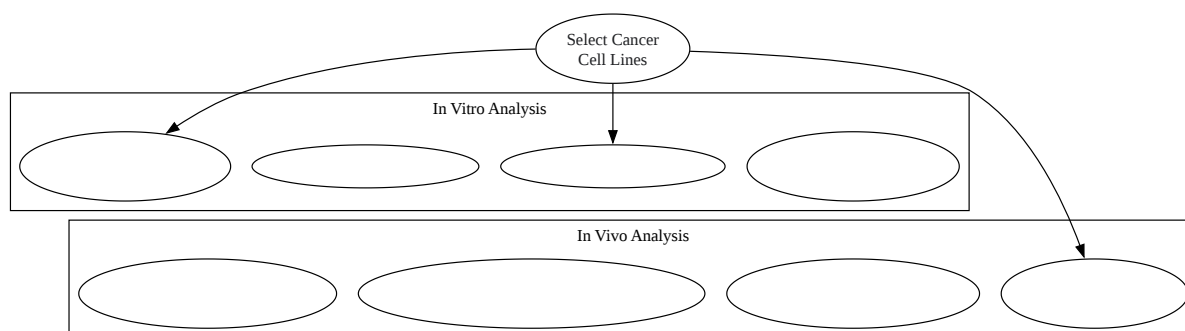 Select Cancer
Cell Lines
In Vitro Analysis
In Vivo Analysis